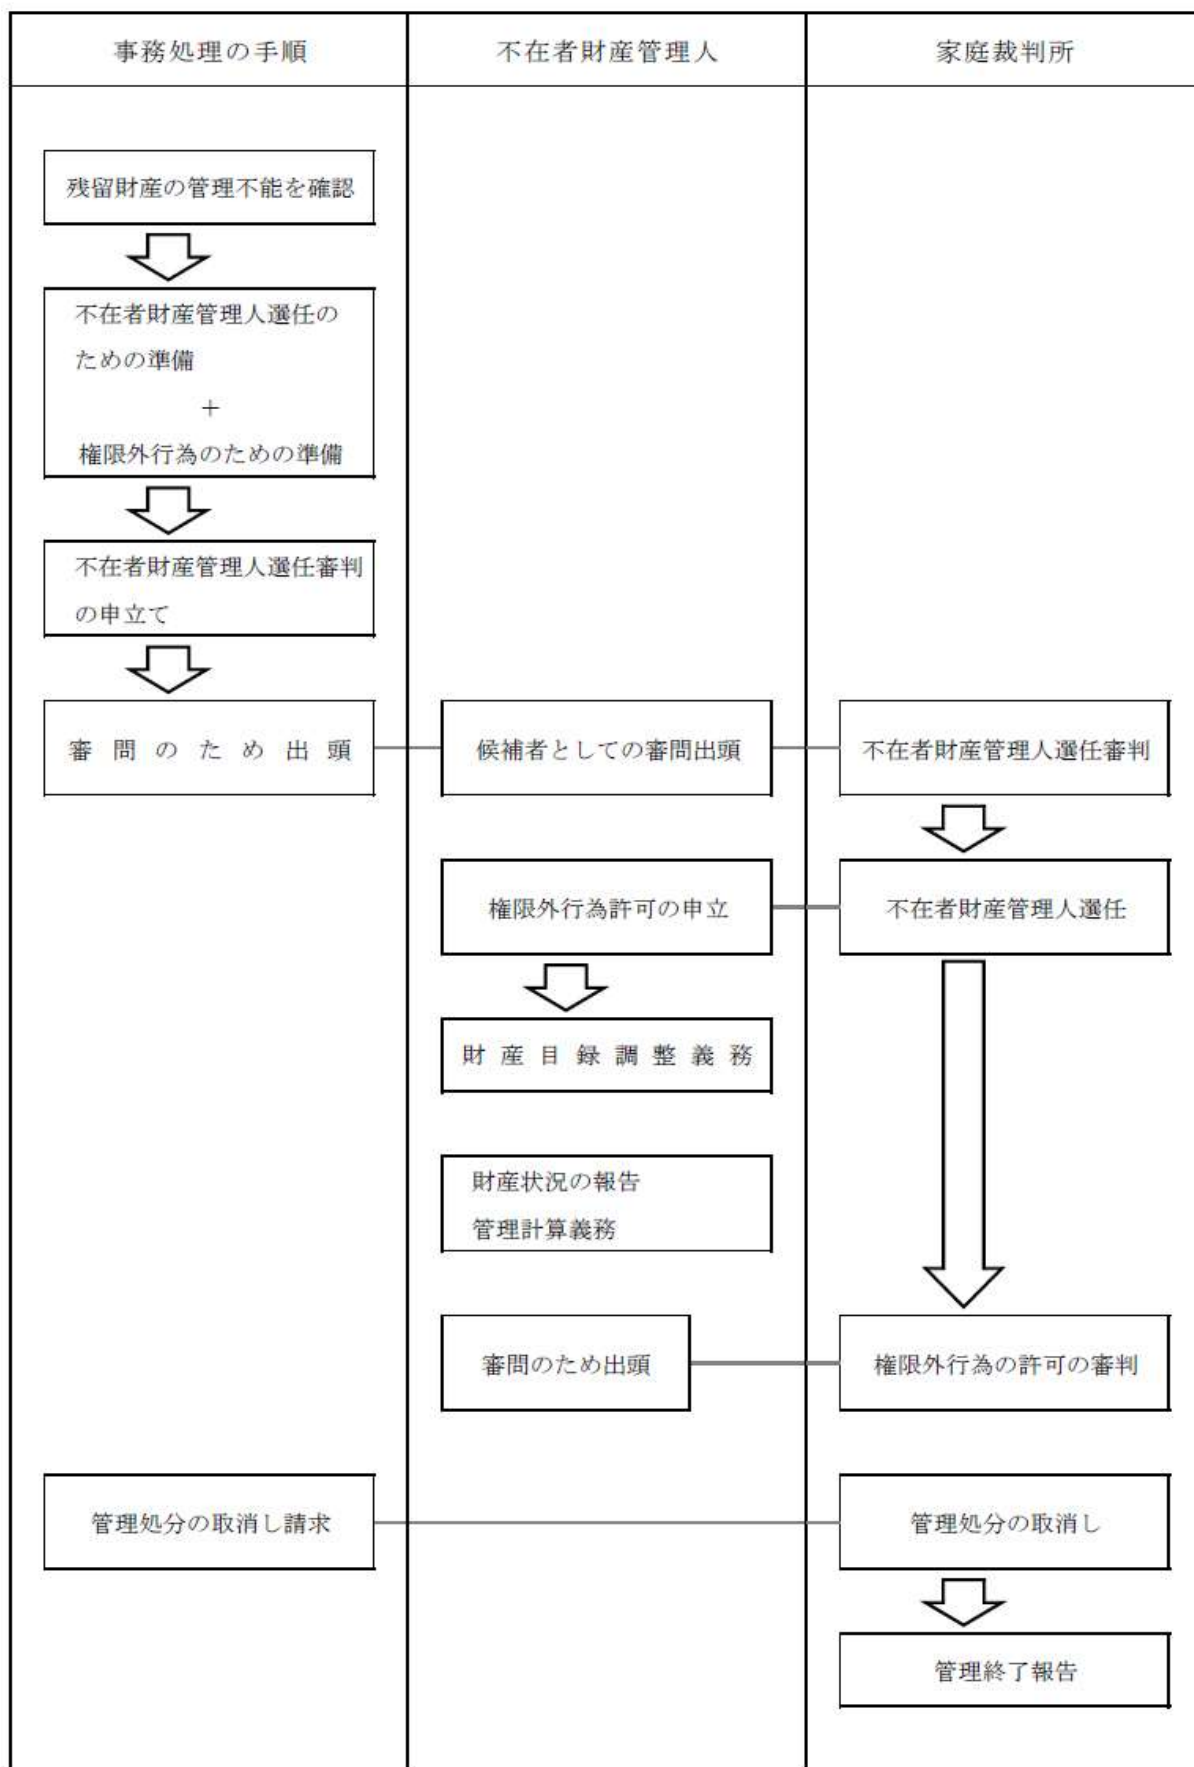 事務処理の手順
不在者財産管理人
家庭裁判所
残留財産の管理不能を確認
不在者財産管理人選任の
ための準備
＋
権限外行為のための準備
不在者財産管理人選任審判
の申立て
審問のため出頭
候補者としての審問出頭
不在者財産管理人選任審判
権限外行為許可の申立
不在者財産管理人選任
財産目録調整義務
財産状況の報告
管理計算義務
審問のため出頭
権限外行為の許可の審判
管理処分の取消し請求
管理処分の取消し
管理終了報告